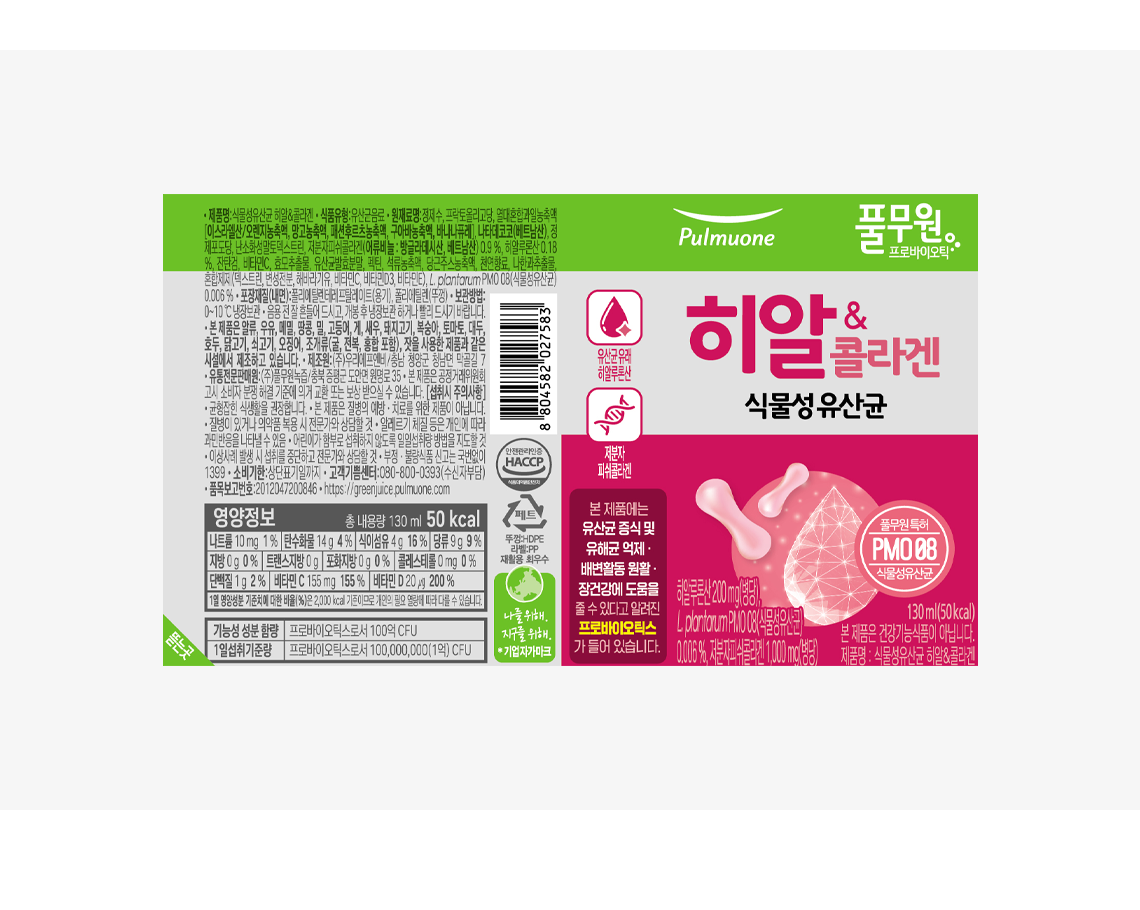 • 제품명:식물성유산균 히알&콜라겐 • 식품유형:유산균음료 • 원재료명:정제수, 프락토올리고당, 열대혼합과일농축액
[이스라엘산/오렌지농축액, 망고농축액, 패션후르츠농축액, 구아바농축액, 바나나퓨레] 나타데코코(베트남산), 정
제포도당, 난소화성말토덱스트린, 저분자피쉬콜라겐(어류비늘 : 방글라데시산, 베트남산) 0.9 %, 히알루론산 0.18
%, 잔탄검, 비타민C, 효모추출물, 유산균발효분말, 펙틴, 석류농축액, 당근주스농축액, 천연향료, 나한과추출물,
혼합제제(덱스트린, 변성전분, 해바라기유, 비타민C, 비타민D3, 비타민E), L. plantarum PMO 08(식물성유산균)
0.006 % • 포장재질(내면):폴리에틸렌테레프탈레이트(용기), 폴리에틸렌(뚜껑) • 보관방법:
0~10 ℃ 냉장보관 • 음용 전 잘 흔들어 드시고, 개봉 후 냉장보관 하거나 빨리 드시기 바랍니다.
• 본 제품은 알류, 우유, 메밀, 땅콩, 밀, 고등어, 게, 새우, 돼지고기, 복숭아, 토마토, 대두,
호두, 닭고기, 쇠고기, 오징어, 조개류(굴, 전복, 홍합 포함), 잣을 사용한 제품과 같은
시설에서 제조하고 있습니다. • 제조원:(주)우리에프앤비/충남 청양군 청남면 막골길 7
• 유통전문판매원:(주)풀무원녹즙/충북 증평군 도안면 원명로 35 • 본 제품은 공정거래위원회
고시 소비자 분쟁 해결 기준에 의거 교환 또는 보상 받으실 수 있습니다. [섭취시 주의사항]
• 균형잡힌 식생활을 권장합니다. • 본 제품은 질병의 예방 · 치료를 위한 제품이 아닙니다.
• 질병이 있거나 의약품 복용 시 전문가와 상담할 것 • 알레르기 체질 등은 개인에 따라
과민반응을 나타낼 수 있음 • 어린이가 함부로 섭취하지 않도록 일일섭취량 방법을 지도할 것
• 이상사례 발생 시 섭취를 중단하고 전문가와 상담할 것 • 부정 · 불량식품 신고는 국번없이
1399 • 소비기한:상단표기일까지 • 고객기쁨센터:080-800-0393(수신자부담)
• 품목보고번호:2012047200846 • https://greenjuice.pulmuone.com
영양정보 총 내용량 130 ml 50 kcal
나트륨 10 mg 1 % 탄수화물 14 g 4 % 식이섬유 4 g 16 % 당류 9 g 9 %
지방 0 g 0 % 트랜스지방 0 g 포화지방 0 g 0 % 콜레스테롤 0 mg 0 %
단백질 1 g 2 % 비타민 C 155 mg 155 % 비타민 D 20 ㎍ 200 %
1일 영양성분 기준치에 대한 비율(%)은 2,000 kcal 기준이므로 개인의 필요 열량에 따라 다를 수 있습니다.
기능성 성분 함량 프로바이오틱스로서 100억 CFU
1일섭취기준량 프로바이오틱스로서 100,000,000(1억) CFU
뜯는곳
8 804582 027583
안전관리인증
HACCP
식품의약품안전처
페트
뚜껑:HDPE
라벨:PP
재활용 최우수
나를 위해.
지구를 위해.
* 기업자가마크
Pulmuone
풀무원
프로바이오틱
유산균 유래
히알루론산
저분자
피쉬콜라겐
히알 &
콜라겐
식물성 유산균
본 제품에는
유산균 증식 및
유해균 억제 ·
배변활동 원활 ·
장건강에 도움을
줄 수 있다고 알려진
프로바이오틱스
가 들어 있습니다.
풀무원 특허
PMO 08
식물성유산균
히알루론산 200 mg(병당),
L. plantarum PMO 08(식물성유산균)
0.006 %, 저분자피쉬콜라겐 1,000 mg(병당)
130 ml(50 kcal)
본 제품은 건강기능식품이 아닙니다.
제품명 : 식물성유산균 히알&콜라겐